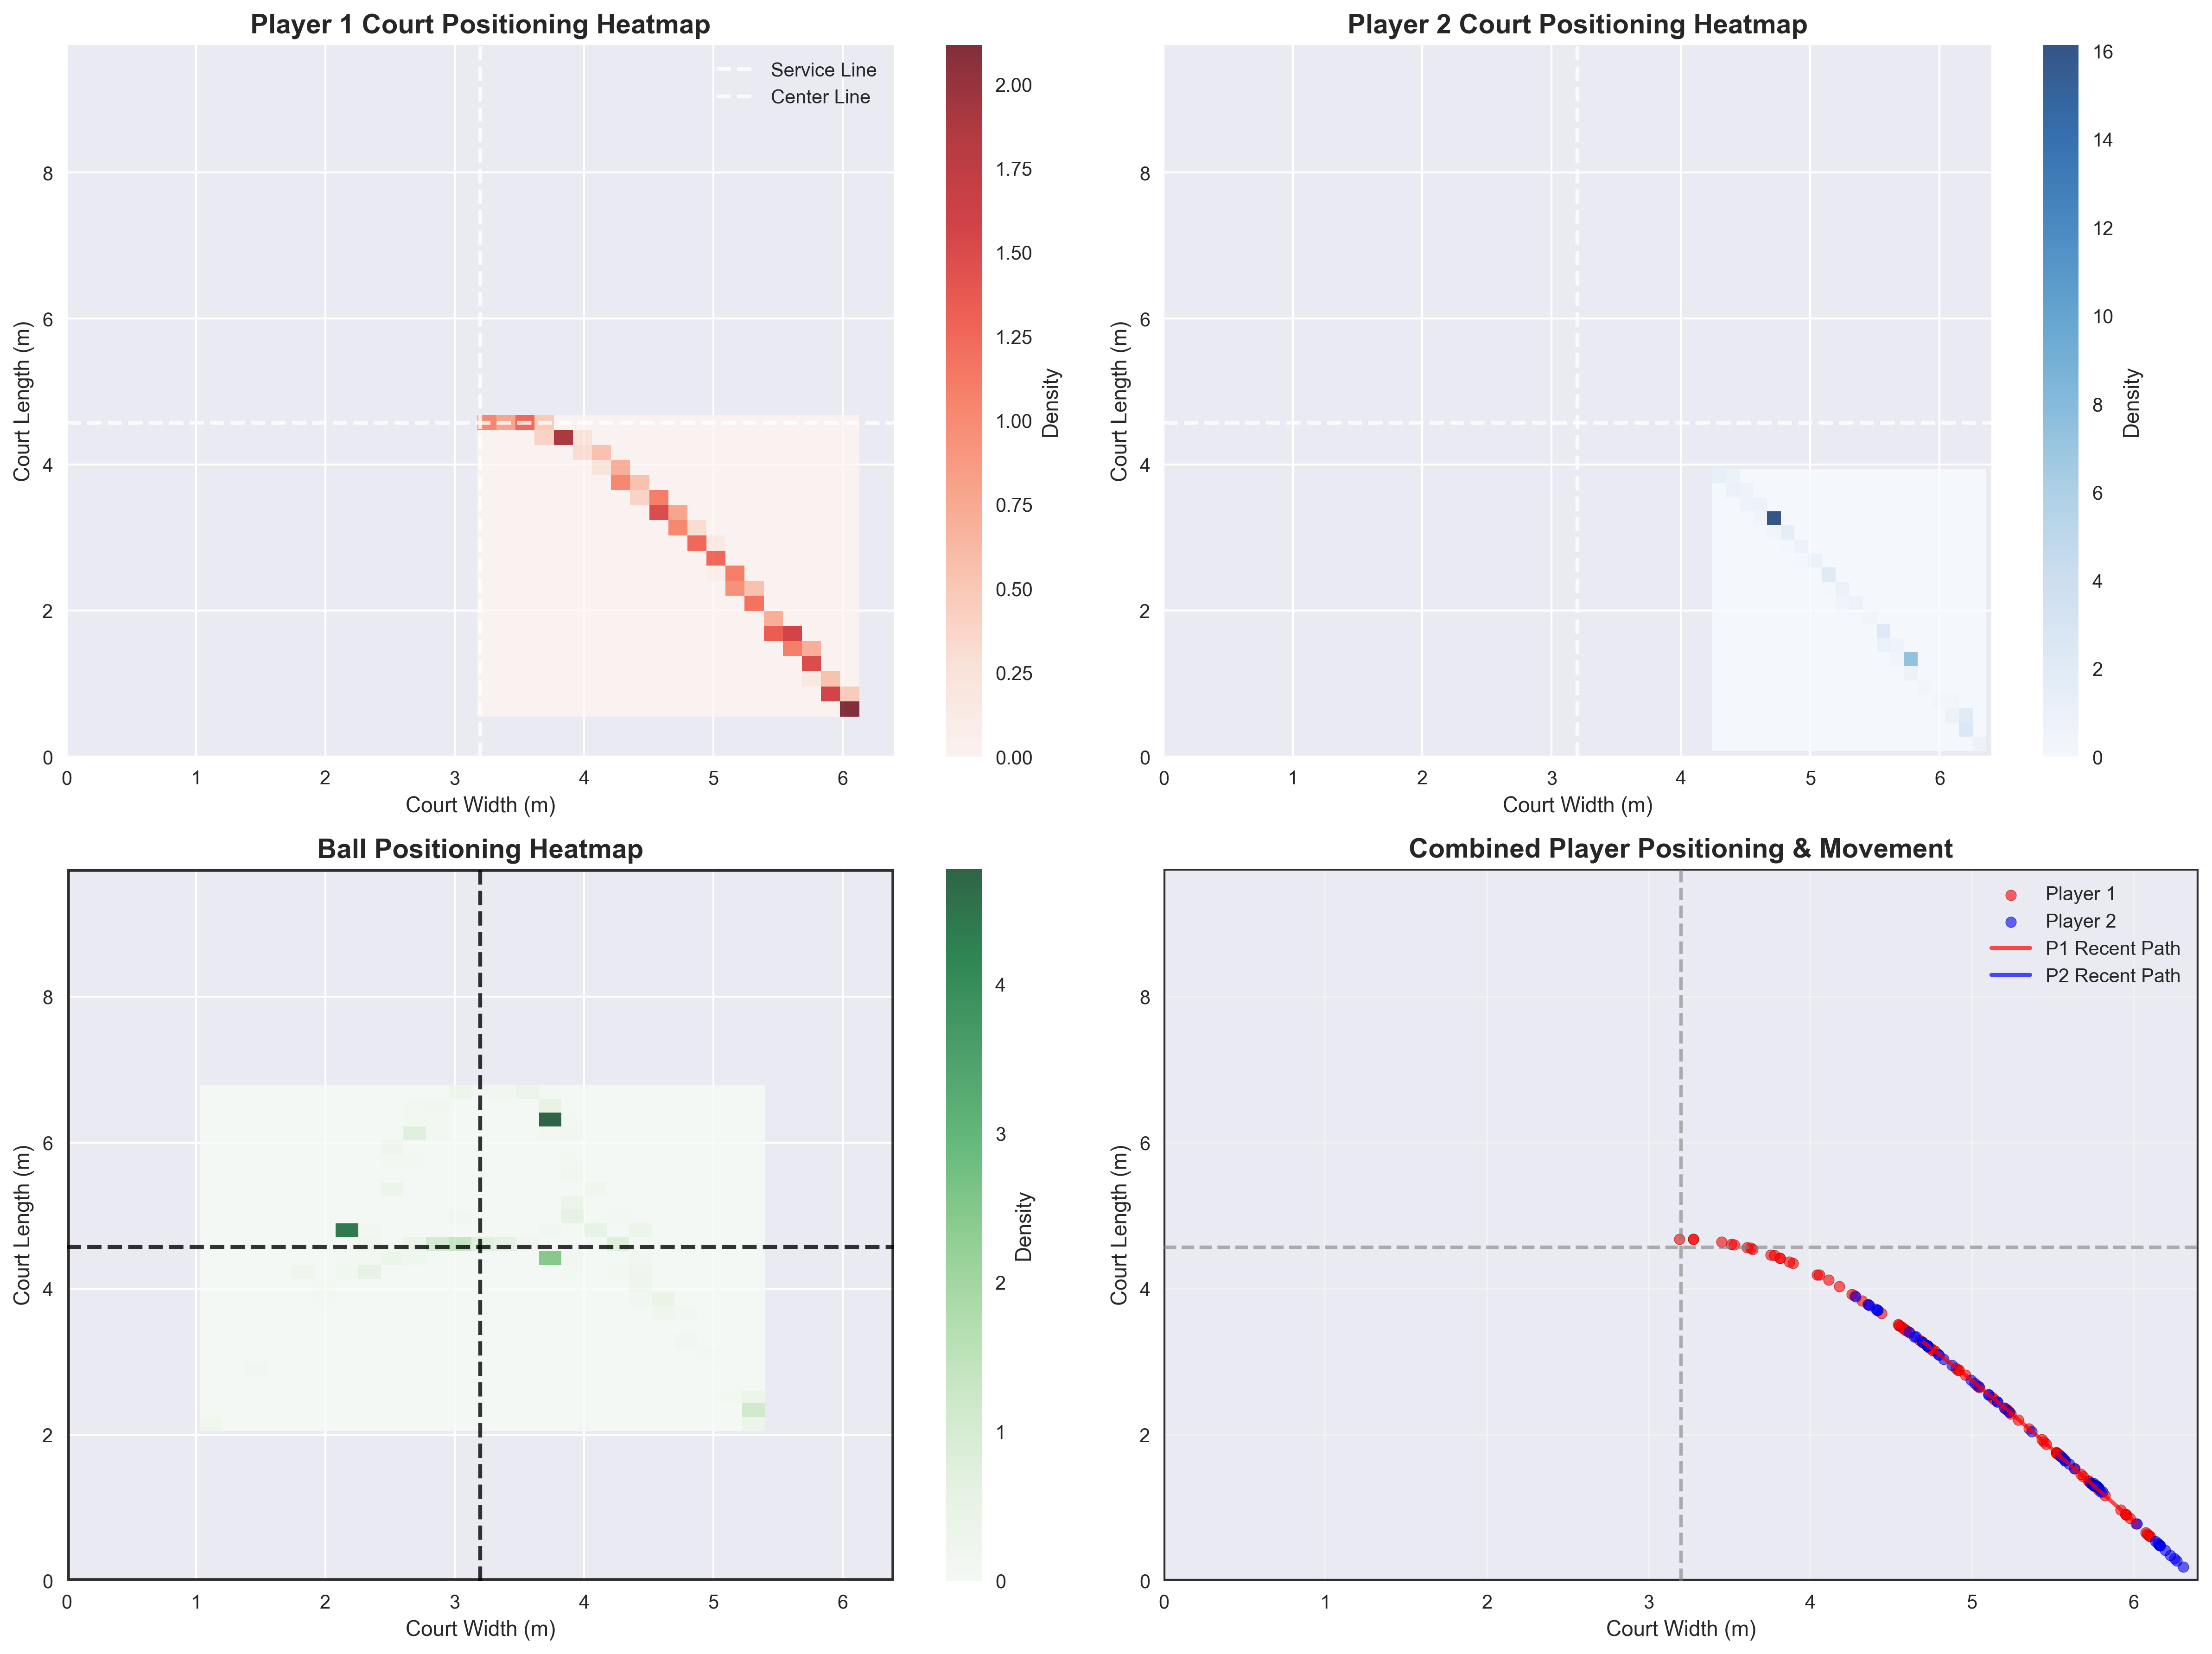 Player 1 Court Positioning Heatmap
Service Line
Center Line
Court Length (m)
8
6
4
2
0
0 1 2 3 4 5 6
Court Width (m)
2.00
1.75
1.50
1.25
1.00
0.75
0.50
0.25
0.00
Density
Player 2 Court Positioning Heatmap
Court Length (m)
8
6
4
2
0
0 1 2 3 4 5 6
Court Width (m)
16
14
12
10
8
6
4
2
0
Density
Ball Positioning Heatmap
Court Length (m)
8
6
4
2
0
0 1 2 3 4 5 6
Court Width (m)
4
3
2
1
0
Density
Combined Player Positioning & Movement
Player 1
Player 2
P1 Recent Path
P2 Recent Path
Court Length (m)
8
6
4
2
0
0 1 2 3 4 5 6
Court Width (m)